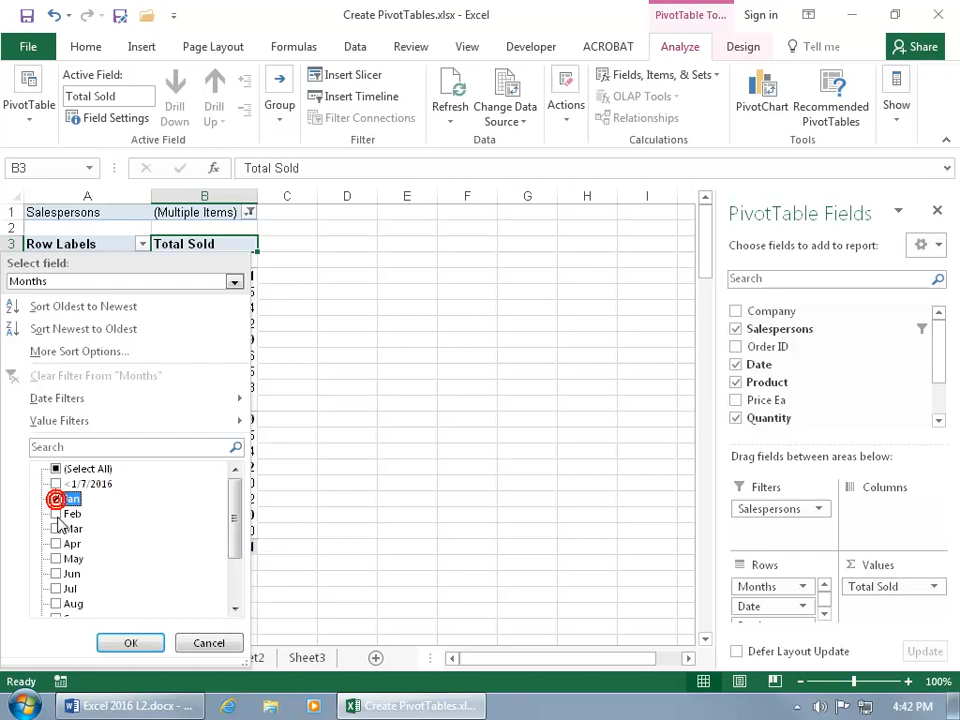 Create PivotTables.xlsx - Excel
PivotTable To...
Sign in
File Home Insert Page Layout Formulas Data Review View Developer ACROBAT Analyze Design Tell me Share
PivotTable
Active Field:
Total Sold
Field Settings
Drill Down
Drill Up
Active Field
Group
Insert Slicer
Insert Timeline
Filter Connections
Filter
Refresh
Change Data Source
Data
Actions
Fields, Items, & Sets
OLAP Tools
Relationships
Calculations
PivotChart
Recommended PivotTables
Tools
Show
B3
fx
Total Sold
A B C D E F G H I
1 Salespersons (Multiple Items)
2
3 Row Labels Total Sold
Select field:
Months
Sort Oldest to Newest
Sort Newest to Oldest
More Sort Options...
Clear Filter From "Months"
Date Filters
Value Filters
Search
(Select All)
<1/7/2016
Feb
Mar
Apr
May
Jun
Jul
Aug
OK Cancel
Sheet3
PivotTable Fields
Choose fields to add to report:
Search
Company
Salespersons
Order ID
Date
Product
Price Ea
Quantity
Drag fields between areas below:
Filters
Salespersons
Columns
Rows
Months
Date
Σ Values
Total Sold
Defer Layout Update
Update
Ready
100%
Excel 2016 L2.docx - ...
Create PivotTables.xl...
4:42 PM